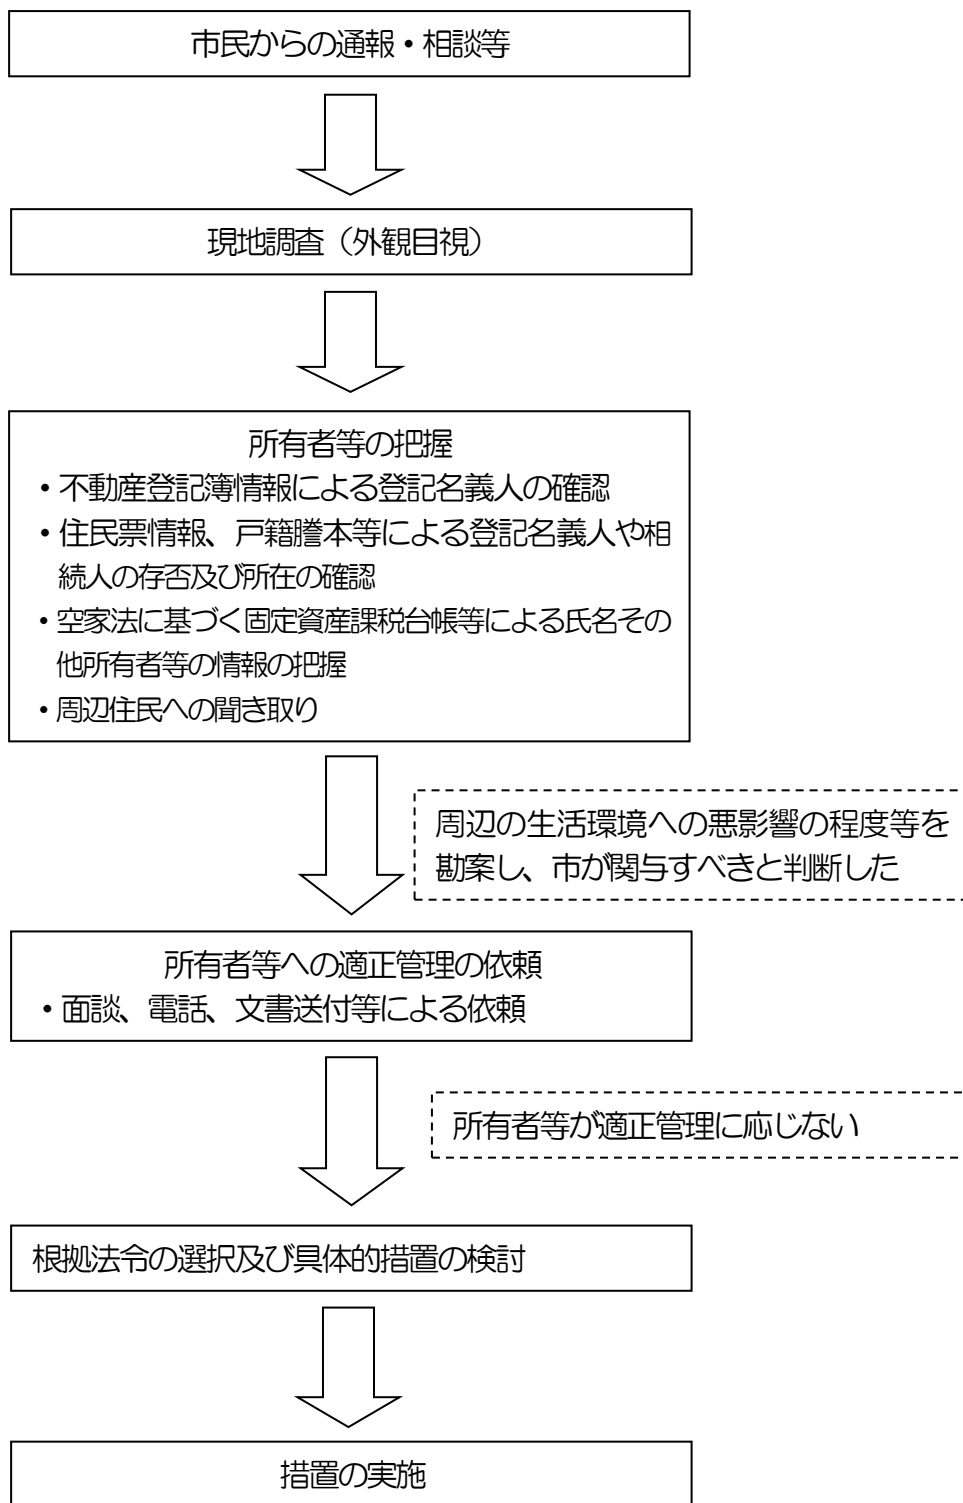 市民からの通報・相談等
現地調査（外観目視）
所有者等の把握
・不動産登記簿情報による登記名義人の確認
・住民票情報、戸籍謄本等による登記名義人や相
続人の存否及び所在の確認
・空家法に基づく固定資産課税台帳等による氏名その
他所有者等の情報の把握
・周辺住民への聞き取り
周辺の生活環境への悪影響の程度等を
勘案し、市が関与すべきと判断した
所有者等への適正管理の依頼
・面談、電話、文書送付等による依頼
所有者等が適正管理に応じない
根拠法令の選択及び具体的措置の検討
措置の実施